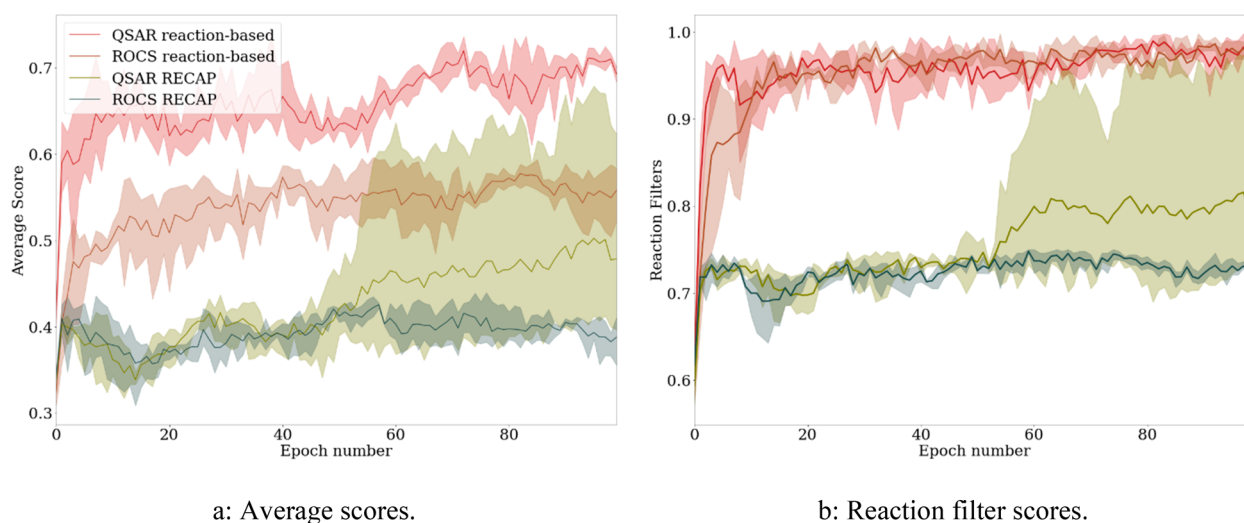 QSAR reaction-based
ROCS reaction-based
QSAR RECAP
ROCS RECAP
0.7
0.6
0.5
0.4
0.3
Average Score
0
20
40
60
80
Epoch number
a: Average scores.
1.0
0.9
0.8
0.7
0.6
Reaction Filters
0
20
40
60
80
Epoch number
b: Reaction filter scores.